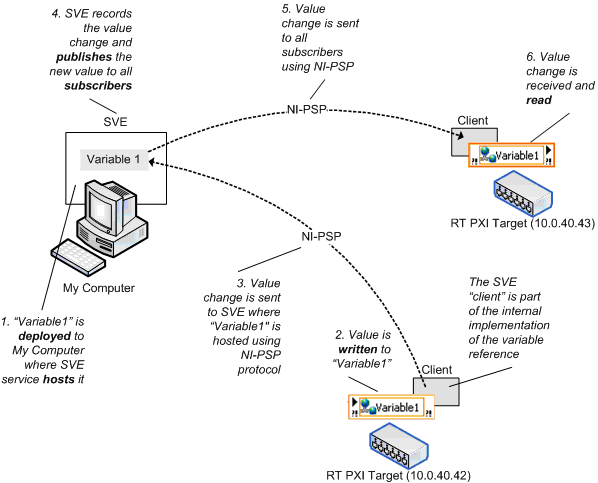 4. SVE records
the value
change and
publishes the
new value to all
subscribers
5. Value
change is sent
to all
subscribers
using NI-PSP
6. Value
change is
received and
read
NI-PSP
SVE
Client
Variable 1
?! Variable1 ?!
RT PXI Target (10.0.40.43)
My Computer
NI-PSP
1. “Variable1” is
deployed to
My Computer
where SVE
service hosts it
3. Value
change is sent
to SVE where
“Variable1" is
hosted using
NI-PSP
protocol
2. Value is
written to
“Variable1”
The SVE
“client” is part
of the internal
implementation
of the variable
reference
Client
?! Variable1 ?!
RT PXI Target (10.0.40.42)